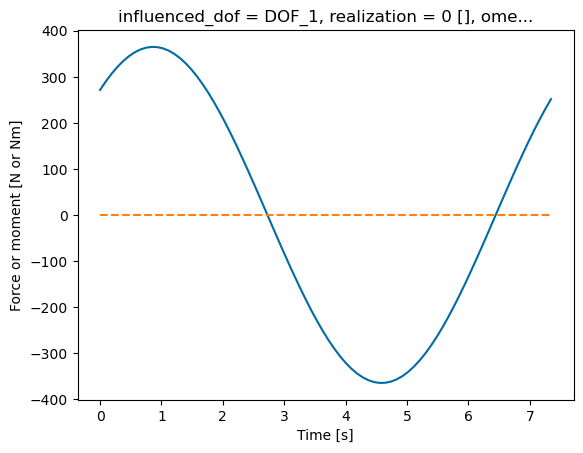 influenced_dof = DOF_1, realization = 0 [], ome...
400
300
200
100
0
−100
−200
−300
−400
Force or moment [N or Nm]
0 1 2 3 4 5 6 7
Time [s]